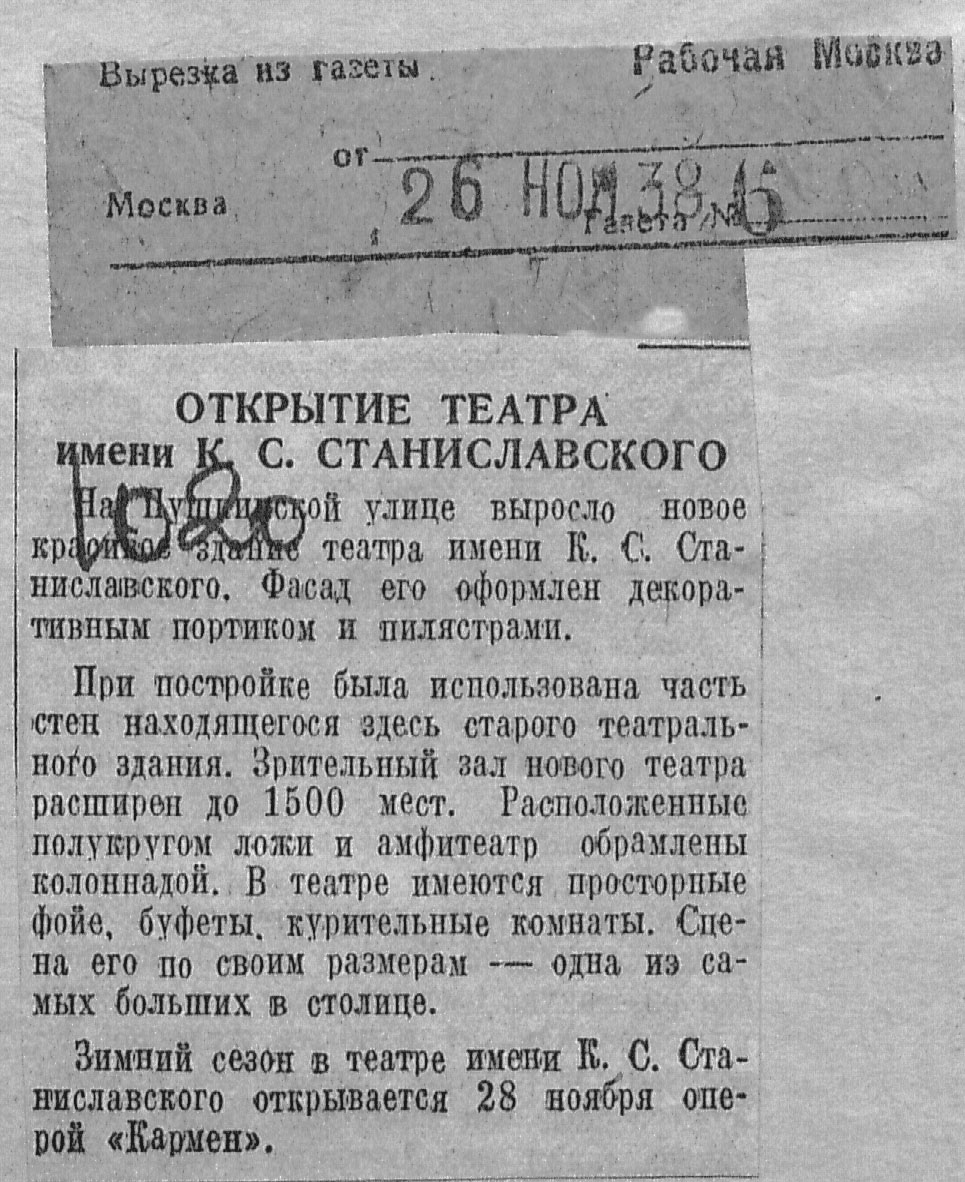 Вырезка из газеты Рабочая Москва
от
26 НОЯ 38 15
Москва Газета №
ОТКРЫТИЕ ТЕАТРА
имени К. С. СТАНИСЛАВСКОГО
1020
На Пушкинской улице выросло новое
красивое здание театра имени К. С. Ста-
ниславского. Фасад его оформлен декора-
тивным портиком и пилястрами.
При постройке была использована часть
стен находящегося здесь старого театраль-
ного здания. Зрительный зал нового театра
расширен до 1500 мест. Расположенные
полукругом ложи и амфитеатр обрамлены
колоннадой. В театре имеются просторные
фойе, буфеты, курительные комнаты. Сце-
на его по своим размерам — одна из са-
мых больших в столице.
Зимний сезон в театре имени К. С. Ста-
ниславского открывается 28 ноября опе-
рой «Кармен».